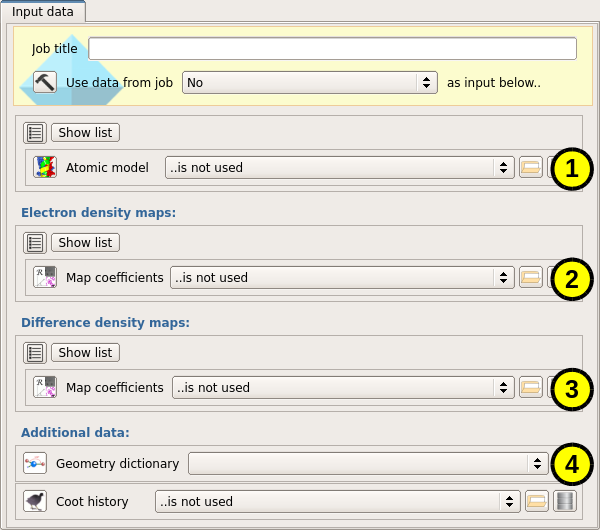 Input data
Job title
Use data from job No as input below..
Show list
Atomic model ..is not used 1
Electron density maps:
Show list
Map coefficients ..is not used 2
Difference density maps:
Show list
Map coefficients ..is not used 3
Additional data:
Geometry dictionary 4
Coot history ..is not used